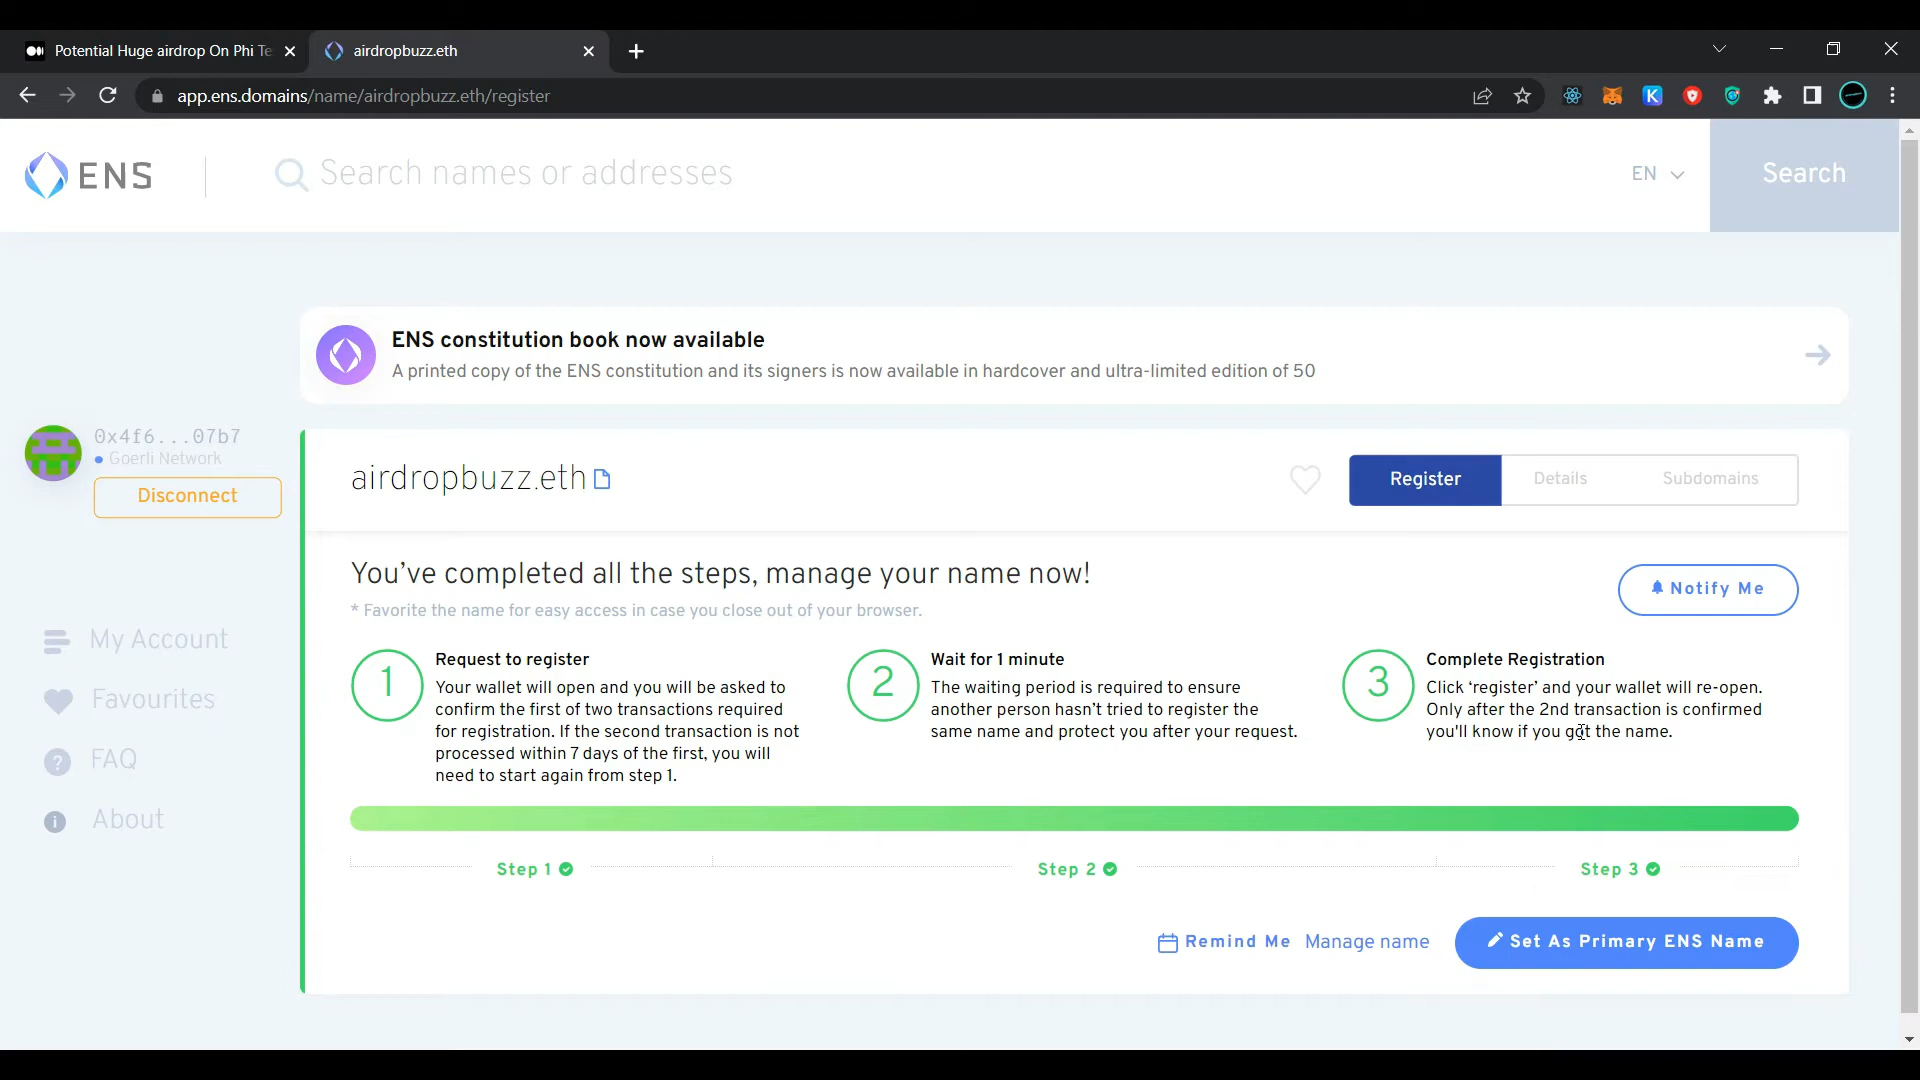 Potential Huge airdrop On Phi Te
airdropbuzz.eth
app.ens.domains/name/airdropbuzz.eth/register
K
ENS
Search names or addresses
EN
Search
ENS constitution book now available
A printed copy of the ENS constitution and its signers is now available in hardcover and ultra-limited edition of 50
0x4f6...07b7
Goerli Network
Disconnect
My Account
Favourites
FAQ
About
airdropbuzz.eth
Register
Details
Subdomains
You’ve completed all the steps, manage your name now!
* Favorite the name for easy access in case you close out of your browser.
Notify Me
1
Request to register
Your wallet will open and you will be asked to
confirm the first of two transactions required
for registration. If the second transaction is not
processed within 7 days of the first, you will
need to start again from step 1.
2
Wait for 1 minute
The waiting period is required to ensure
another person hasn’t tried to register the
same name and protect you after your request.
3
Complete Registration
Click ‘register’ and your wallet will re-open.
Only after the 2nd transaction is confirmed
you'll know if you got the name.
Step 1
Step 2
Step 3
Remind Me
Manage name
Set As Primary ENS Name